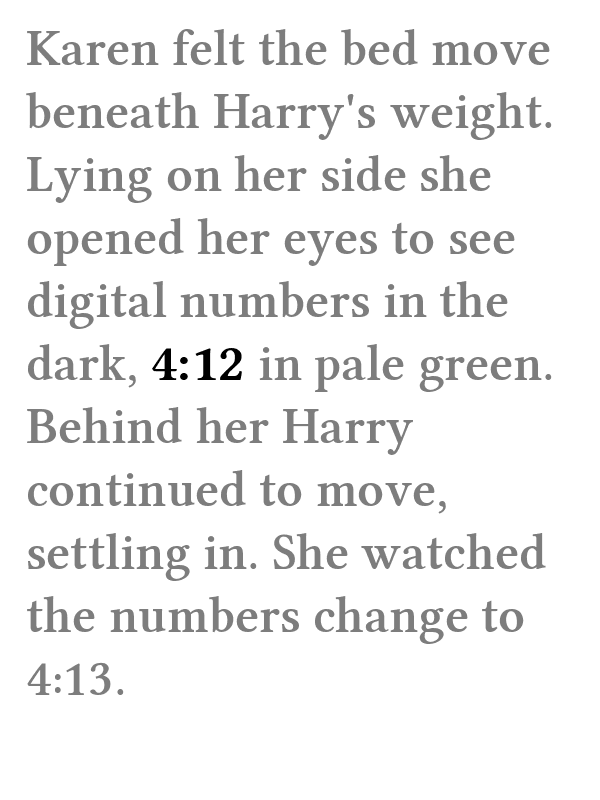 Karen felt the bed move
beneath Harry's weight.
Lying on her side she
opened her eyes to see
digital numbers in the
dark, 4:12 in pale green.
Behind her Harry
continued to move,
settling in. She watched
the numbers change to
4:13.